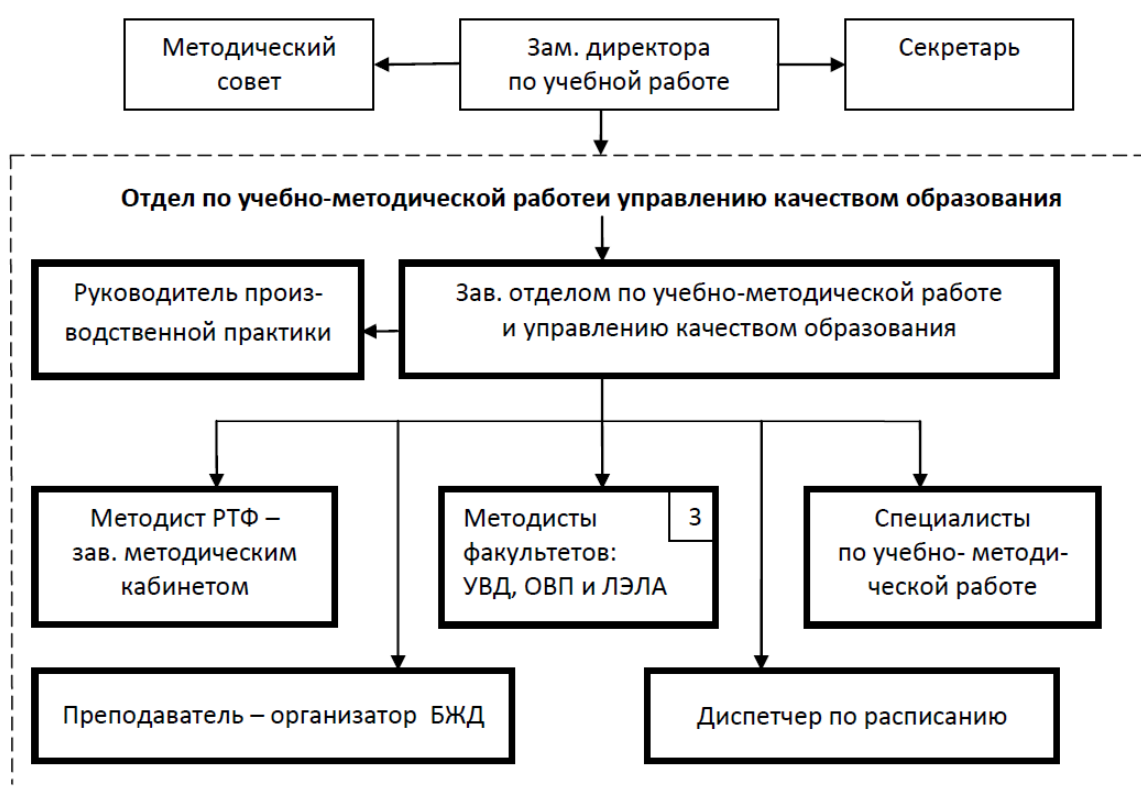 Методический
совет
Зам. директора
по учебной работе
Секретарь
Отдел по учебно-методической работеи управлению качеством образования
Руководитель произ-
водственной практики
Зав. отделом по учебно-методической работе
и управлению качеством образования
Методист РТФ –
зав. методическим
кабинетом
Методисты
факультетов:
УВД, ОВП и ЛЭЛА
3
Специалисты
по учебно- методи-
ческой работе
Преподаватель – организатор БЖД
Диспетчер по расписанию